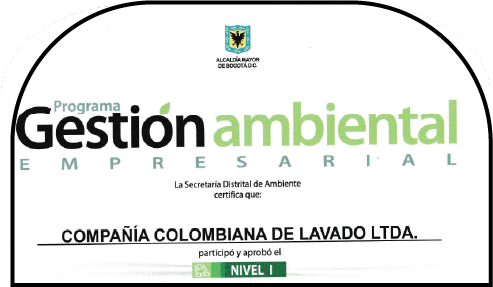 ALCALDÍA MAYOR
DE BOGOTÁ D.C.
Programa
Gestión ambiental
EMPRESARIAL
La Secretaría Distrital de Ambiente
certifica que:
COMPAÑÍA COLOMBIANA DE LAVADO LTDA.
participó y aprobó el
NIVEL I